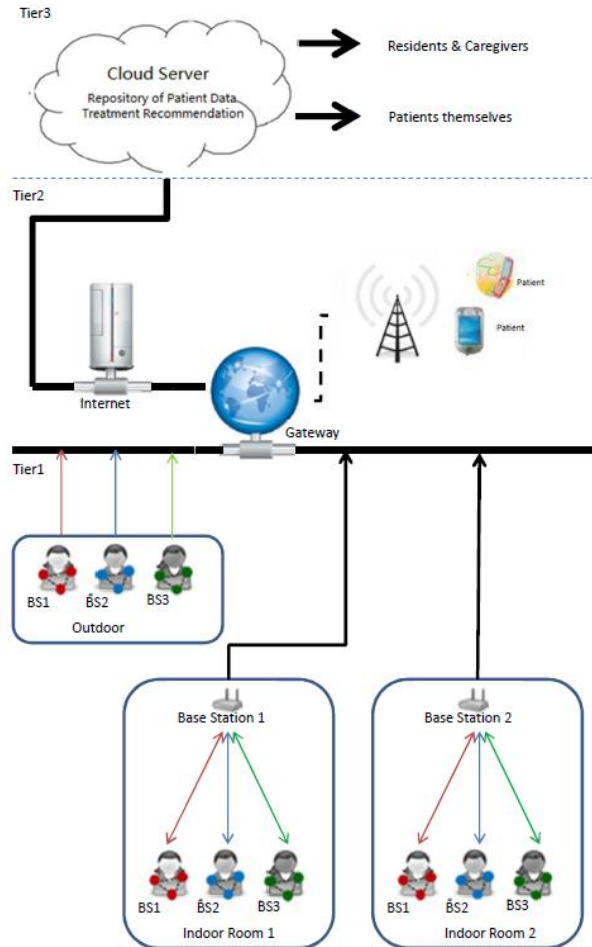 Tier3
Cloud Server
Repository of Patient Data
Treatment Recommendation
Residents & Caregivers
Patients themselves
Tier2
Patient
Patient
Internet
Gateway
Tier1
BS1
BS2
BS3
Outdoor
Base Station 1
Base Station 2
BS1
BS2
BS3
Indoor Room 1
BS1
BS2
BS3
Indoor Room 2